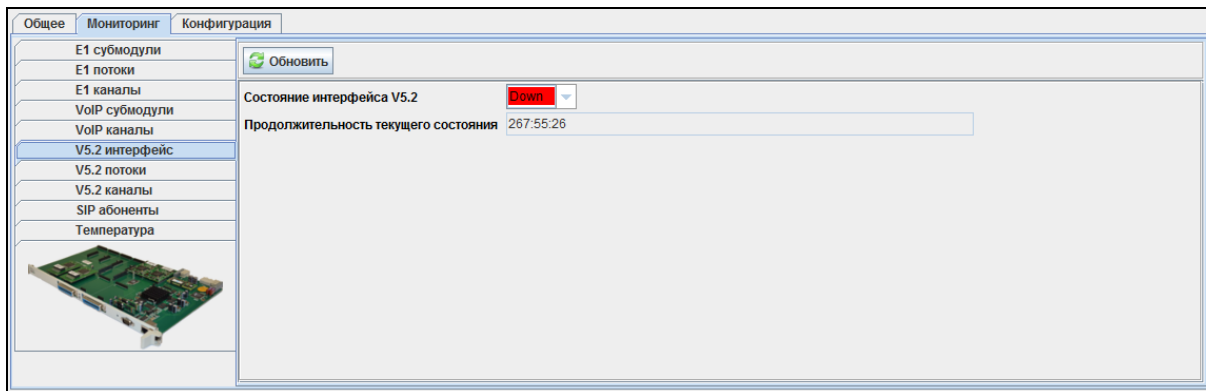 Общее Мониторинг Конфигурация
E1 субмодули
E1 потоки
E1 каналы
VoIP субмодули
VoIP каналы
V5.2 интерфейс
V5.2 потоки
V5.2 каналы
SIP абоненты
Температура
Обновить
Состояние интерфейса V5.2 Down
Продолжительность текущего состояния 267:55:26